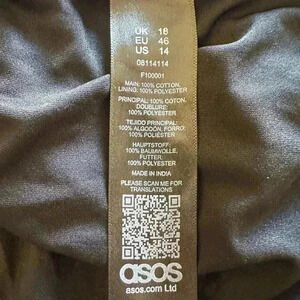 UK 18
EU 46
US 14
08114114
F100001
MAIN: 100% COTTON,
LINING: 100% POLYESTER
PRINCIPAL: 100% COTON,
DOUBLURE:
100% POLYESTER
TEJIDO PRINCIPAL:
100% ALGODÓN, FORRO:
100% POLIÉSTER
HAUPTSTOFF:
100% BAUMWOLLE,
FUTTER:
100% POLYESTER
MADE IN INDIA
PLEASE SCAN ME FOR
TRANSLATIONS
asos
asos.com Ltd